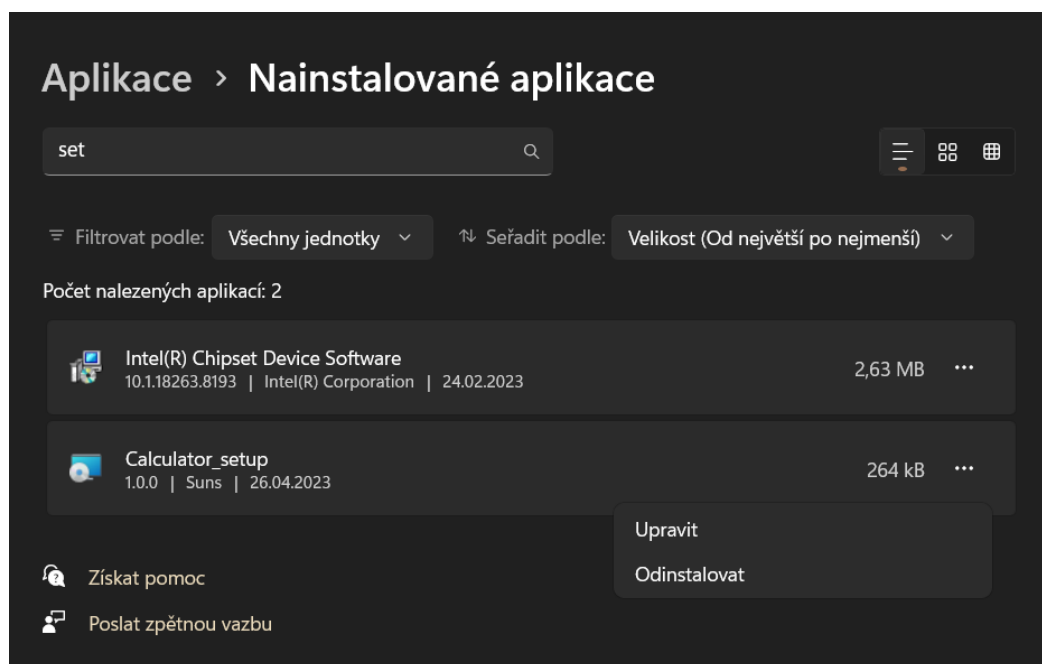 Aplikace > Nainstalované aplikace
set
Filtrovat podle: Všechny jednotky Seřadit podle: Velikost (Od největší po nejmenší)
Počet nalezených aplikací: 2
Intel(R) Chipset Device Software
10.1.18263.8193 | Intel(R) Corporation | 24.02.2023
2,63 MB
Calculator_setup
1.0.0 | Suns | 26.04.2023
264 kB
Upravit
Odinstalovat
Získat pomoc
Poslat zpětnou vazbu